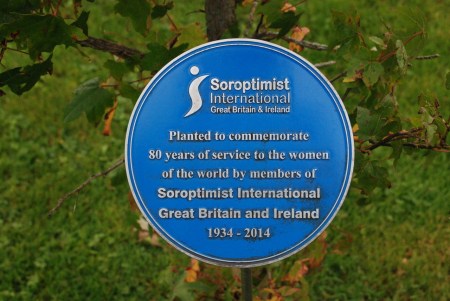 Soroptimist
International
Great Britain & Ireland
Planted to commemorate
80 years of service to the women
of the world by members of
Soroptimist International
Great Britain and Ireland
1934 - 2014